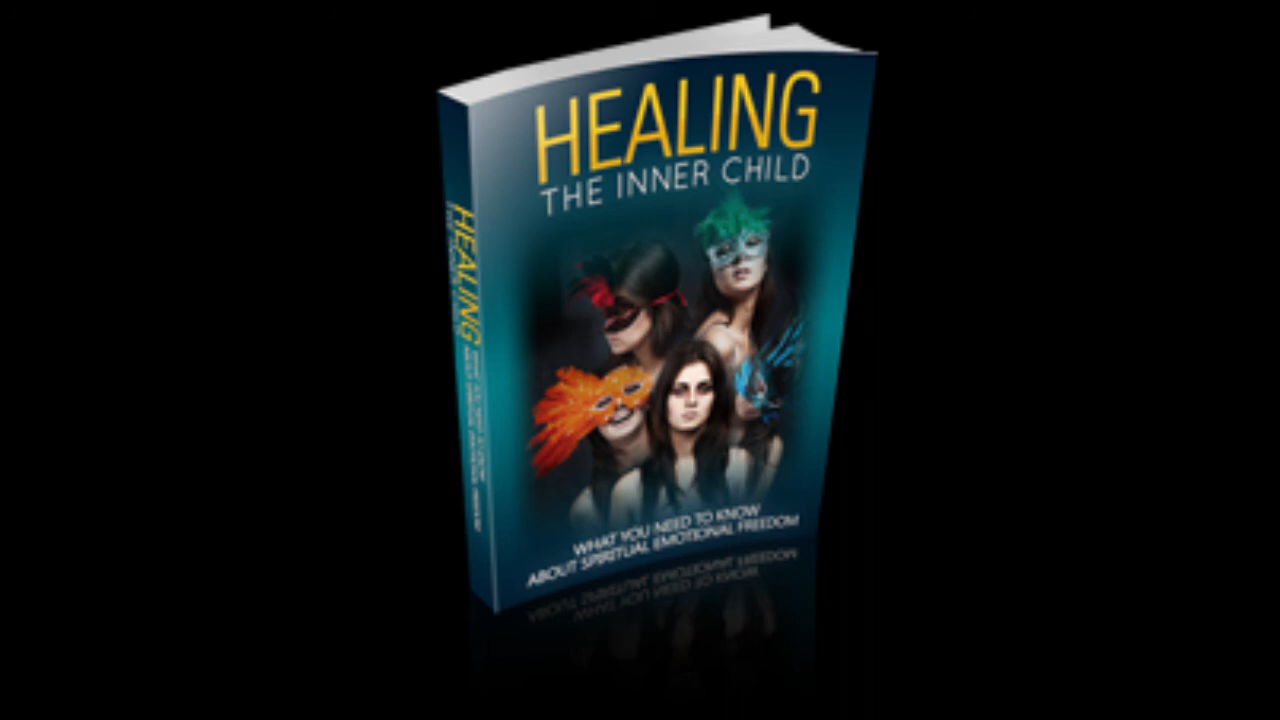 HEALING
THE INNER CHILD
WHAT YOU NEED TO KNOW
ABOUT SPIRITUAL EMOTIONAL FREEDOM
HEALING